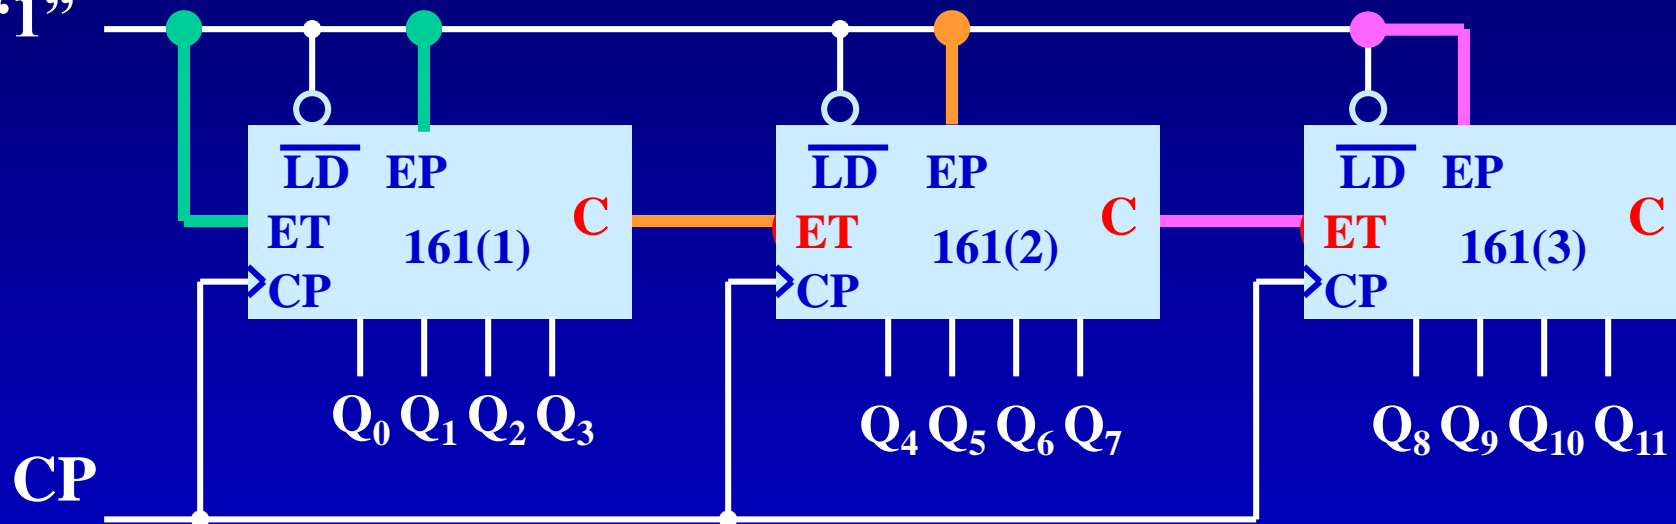 “1”
LD EP
ET 161(1) C
CP
Q₀ Q₁ Q₂ Q₃
LD EP
ET 161(2) C
CP
Q₄ Q₅ Q₆ Q₇
LD EP
ET 161(3) C
CP
Q₈ Q₉ Q₁₀ Q₁₁
CP